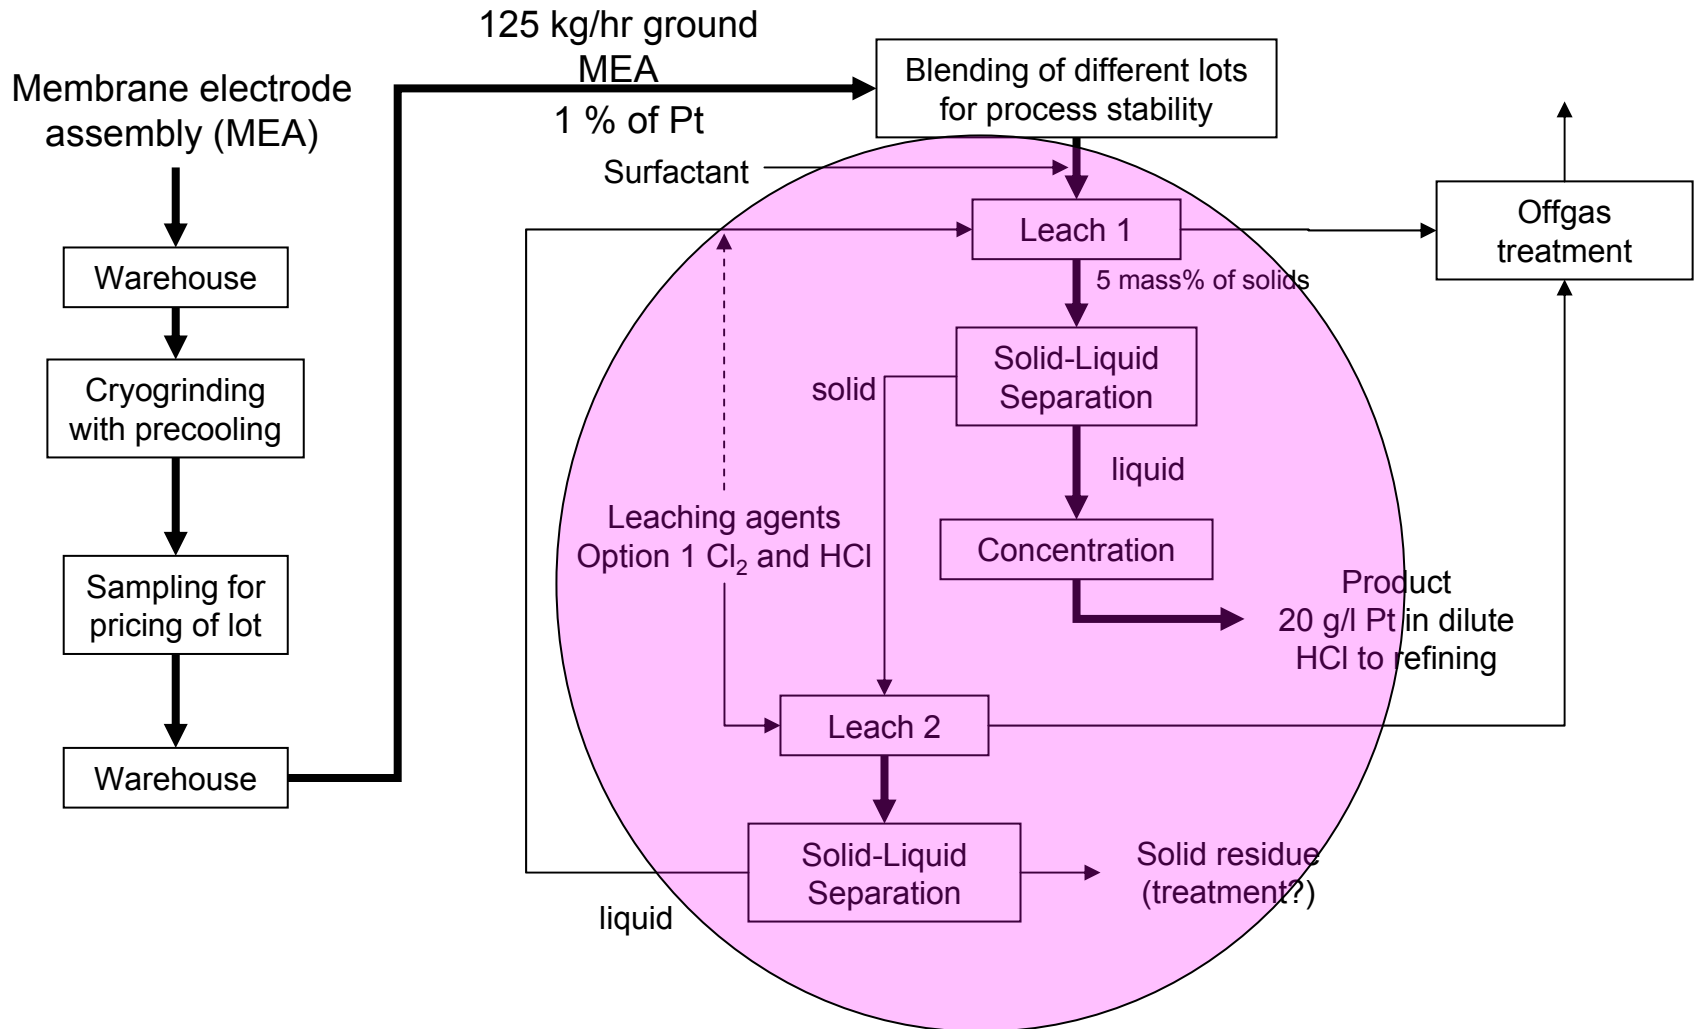 125 kg/hr ground
MEA
1 % of Pt
Membrane electrode
assembly (MEA)
Warehouse
Cryogrinding
with precooling
Sampling for
pricing of lot
Warehouse
Blending of different lots
for process stability
Surfactant
Leach 1
Offgas
treatment
5 mass% of solids
Solid-Liquid
Separation
solid
liquid
Leaching agents
Option 1 Cl₂ and HCl
Concentration
Product
20 g/l Pt in dilute
HCl to refining
Leach 2
Solid-Liquid
Separation
Solid residue
(treatment?)
liquid